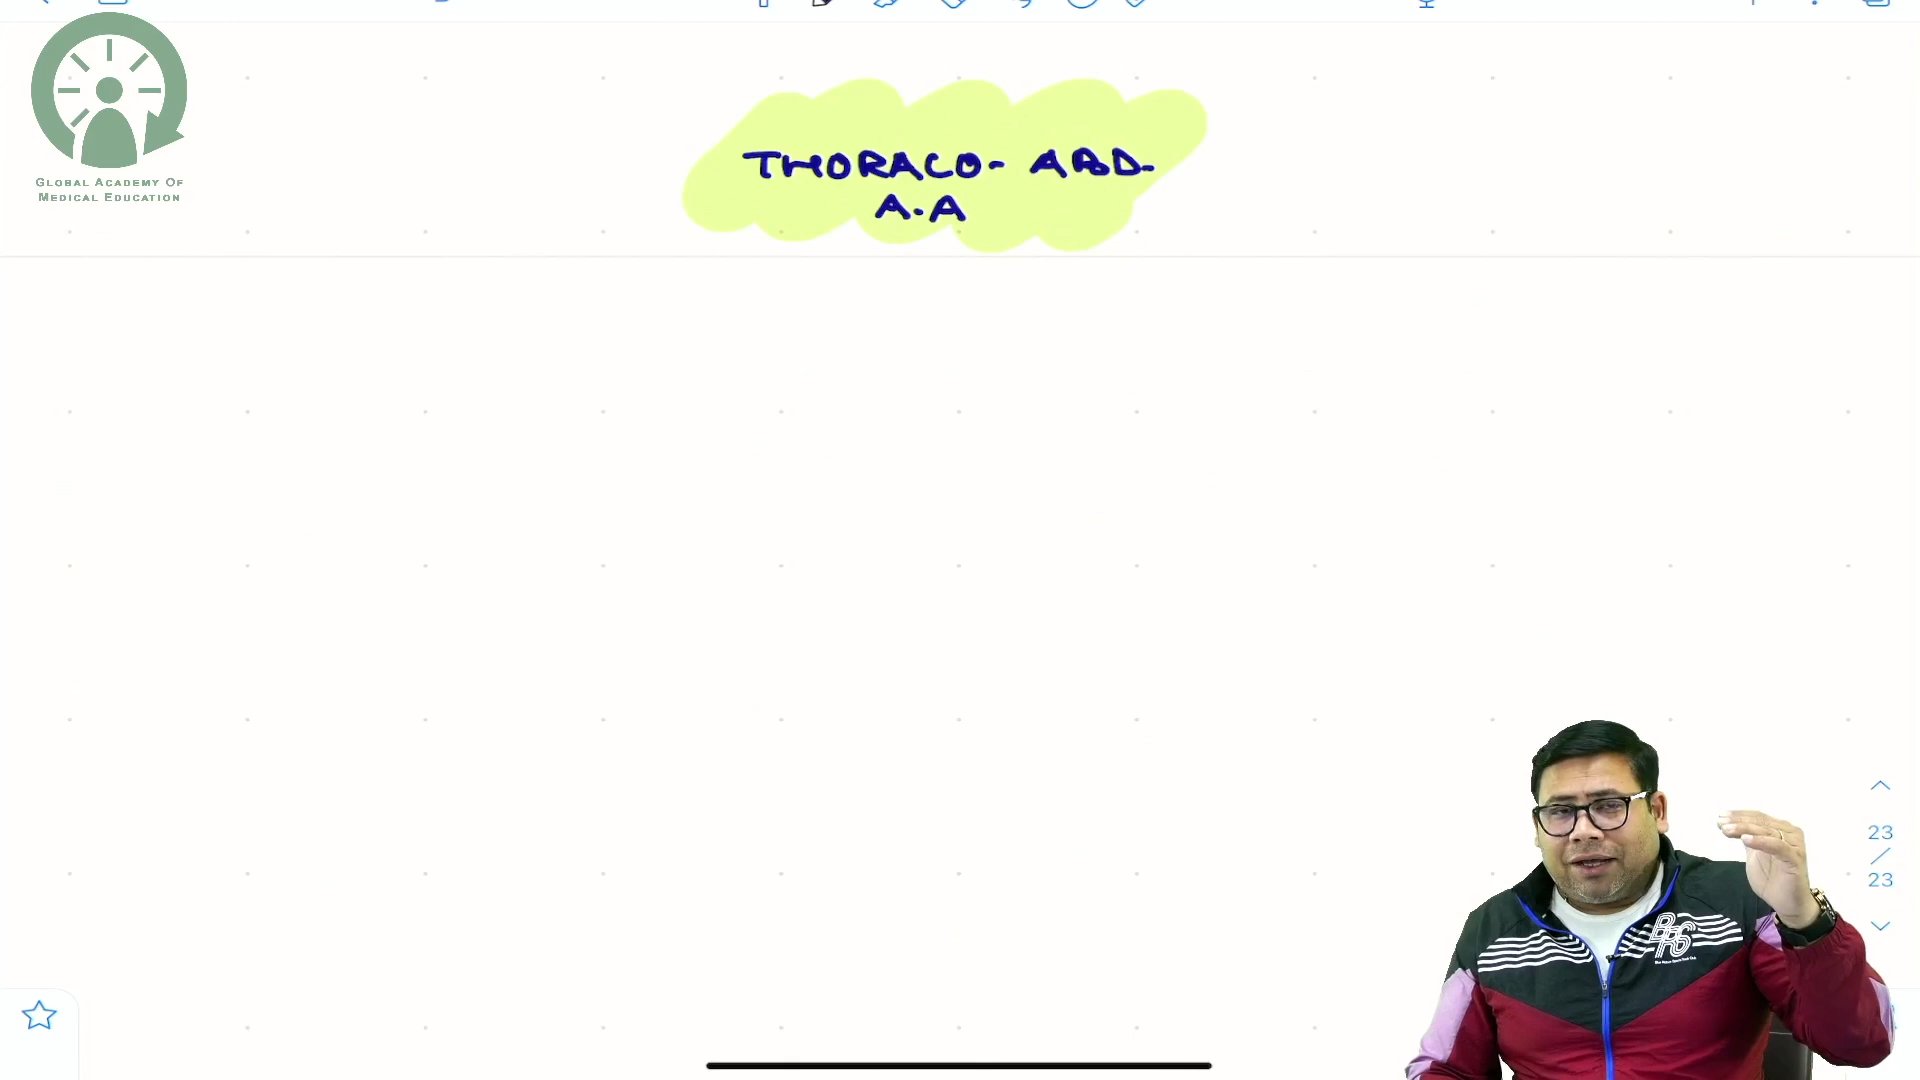 GLOBAL ACADEMY OF
MEDICAL EDUCATION
THORACO- ABD.
A.A
23
/
23